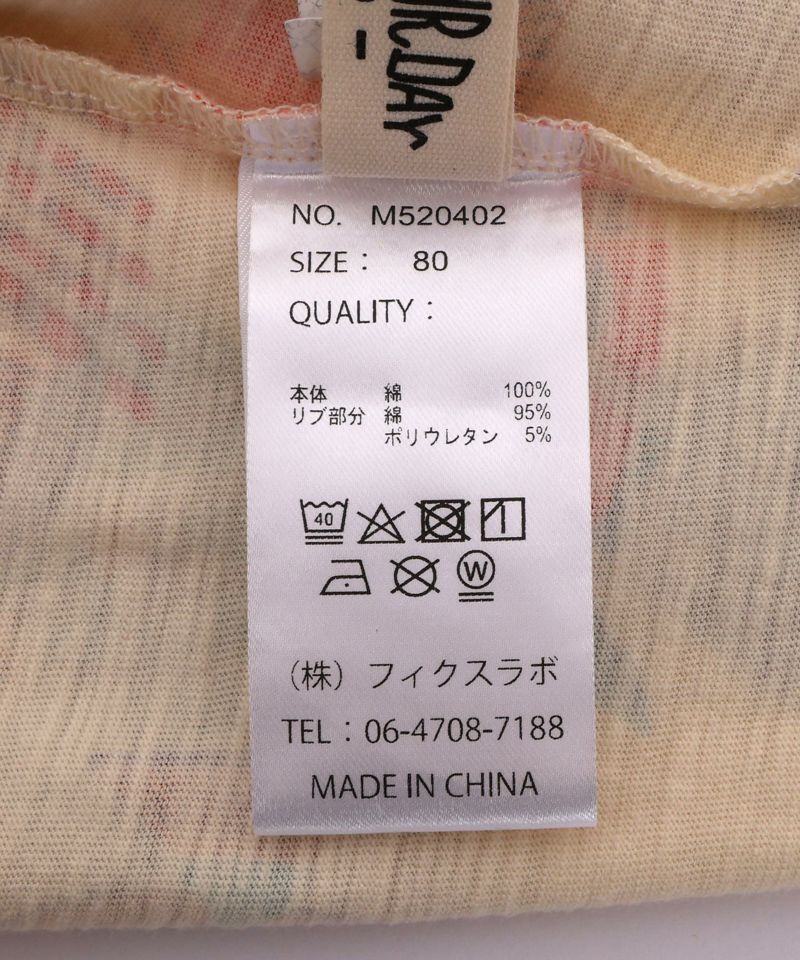 NO. M520402
SIZE： 80
QUALITY：
本体 綿 100%
リブ部分 綿 95%
ポリウレタン 5%
40
W
（株）フィクスラボ
TEL：06-4708-7188
MADE IN CHINA